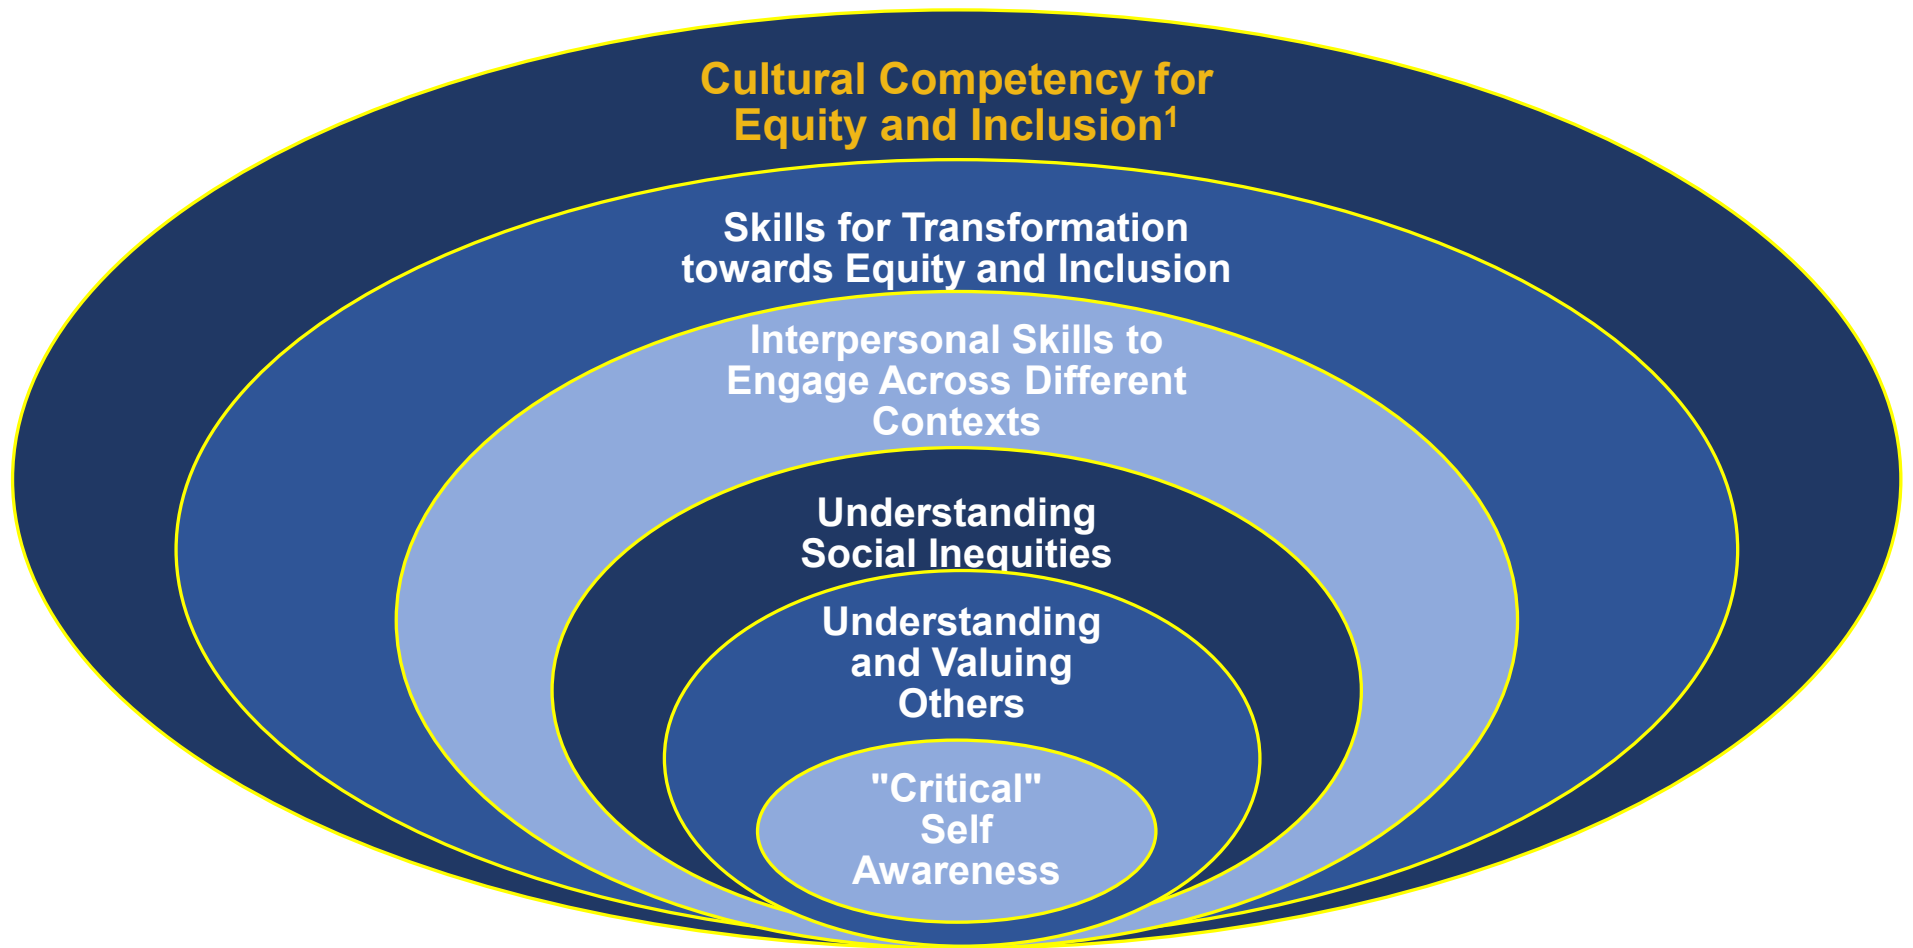 Cultural Competency for
Equity and Inclusion¹
Skills for Transformation
towards Equity and Inclusion
Interpersonal Skills to
Engage Across Different
Contexts
Understanding
Social Inequities
Understanding
and Valuing
Others
"Critical"
Self
Awareness